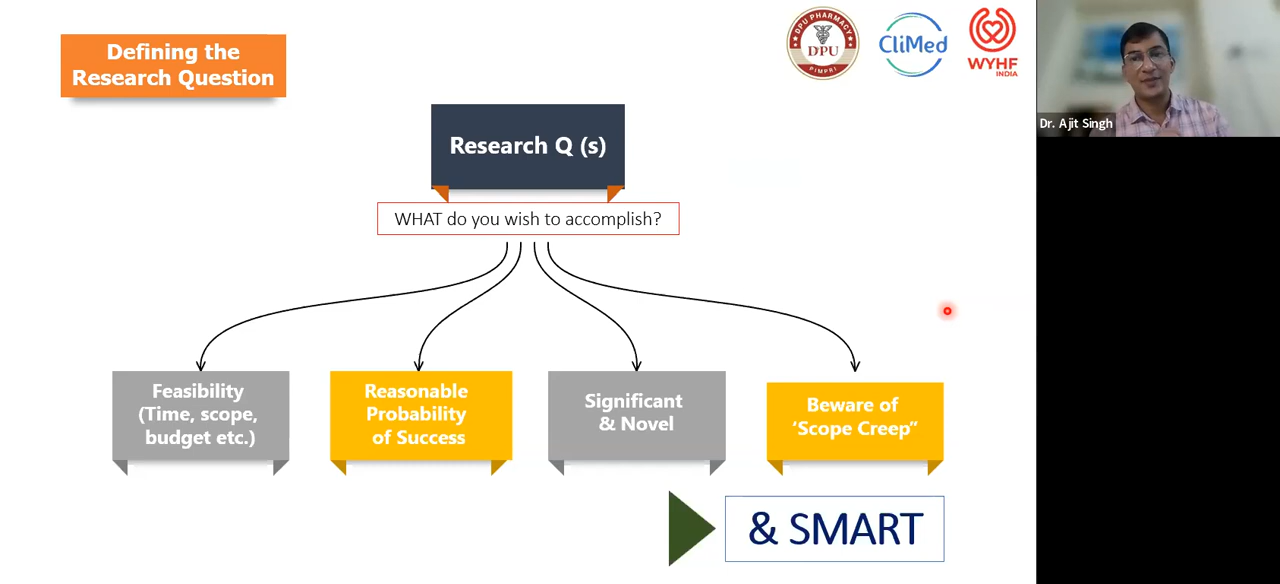 Defining the
Research Question
DPU PHARMACY
DPU
PIMPRI
CliMed
WYHF
INDIA
Dr. Ajit Singh
Research Q (s)
WHAT do you wish to accomplish?
Feasibility
(Time, scope,
budget etc.)
Reasonable
Probability
of Success
Significant
& Novel
Beware of
‘Scope Creep”
& SMART